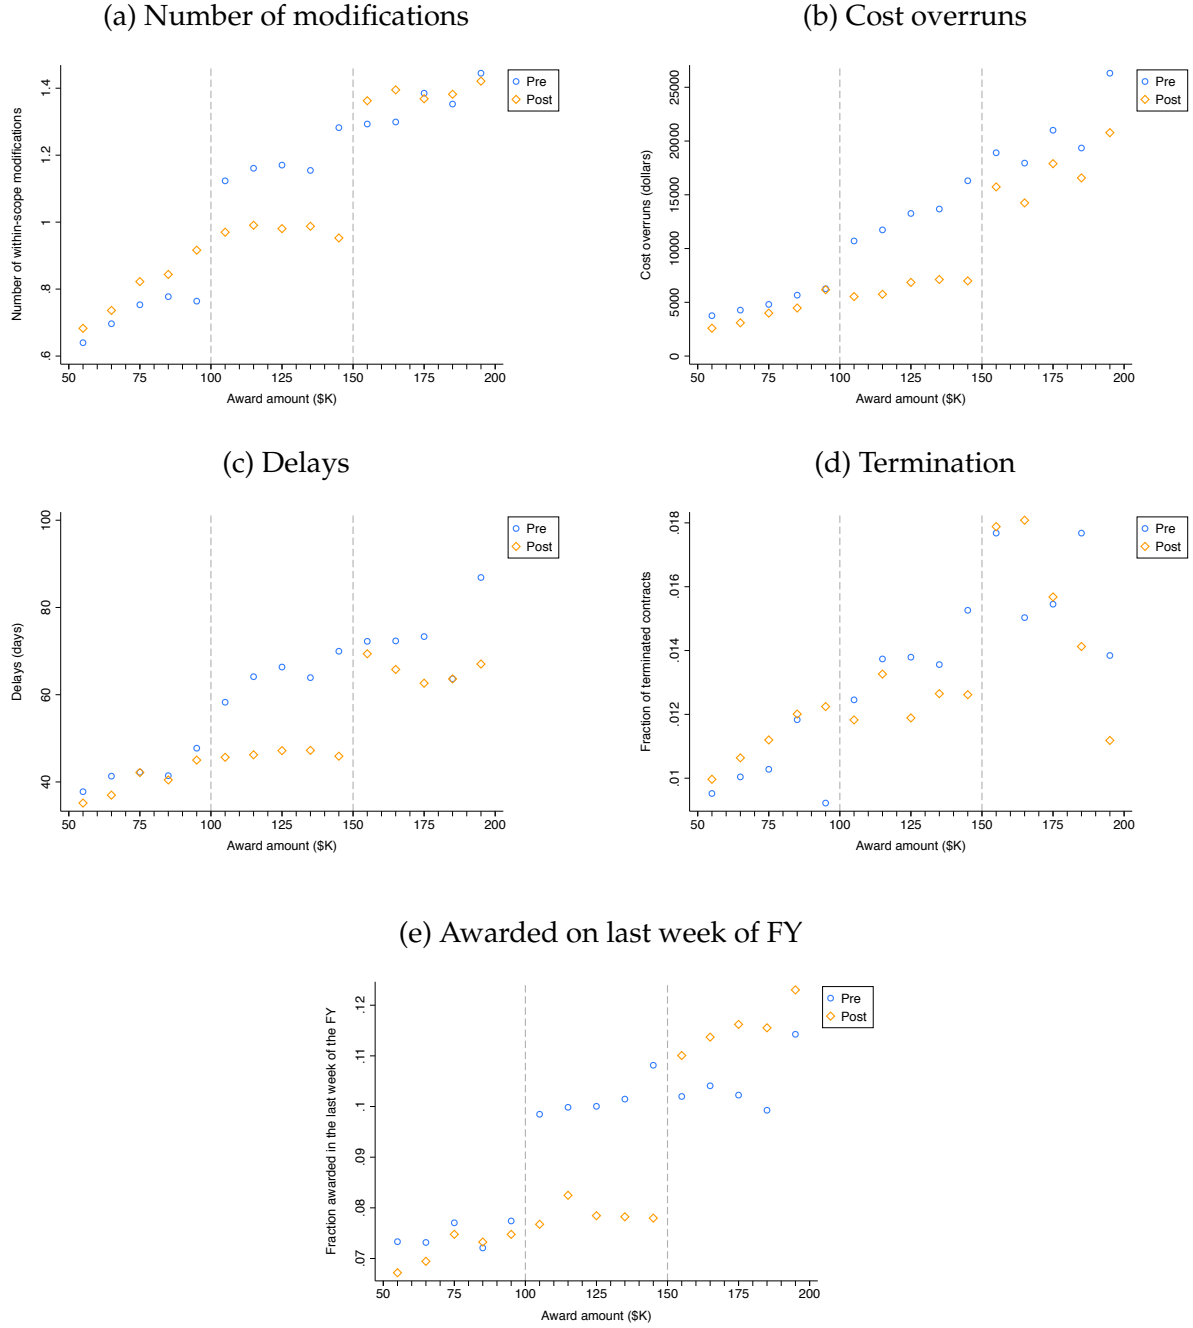 (a) Number of modifications
Number of within-scope modifications
.6 .8 1 1.2 1.4
50 75 100 125 150 175 200
Award amount ($K)
Pre
Post
(b) Cost overruns
Cost overruns (dollars)
0 5000 10000 15000 20000 25000
50 75 100 125 150 175 200
Award amount ($K)
Pre
Post
(c) Delays
Delays (days)
40 60 80 100
50 75 100 125 150 175 200
Award amount ($K)
Pre
Post
(d) Termination
Fraction of terminated contracts
.01 .012 .014 .016 .018
50 75 100 125 150 175 200
Award amount ($K)
Pre
Post
(e) Awarded on last week of FY
Fraction awarded in the last week of the FY
.07 .08 .09 .1 .11 .12
50 75 100 125 150 175 200
Award amount ($K)
Pre
Post